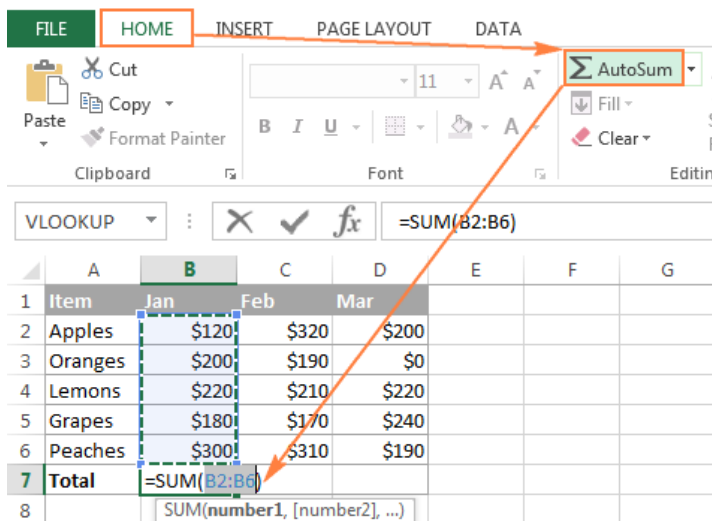 FILE HOME INSERT PAGE LAYOUT DATA
Cut
Copy
Paste
Format Painter
11 A A
B I U A
AutoSum
Fill
Clear
Clipboard Font Editin
VLOOKUP fx =SUM(B2:B6)
A B C D E F G
1 Item Jan Feb Mar
2 Apples $120 $320 $200
3 Oranges $200 $190 $0
4 Lemons $220 $210 $220
5 Grapes $180 $170 $240
6 Peaches $300 $310 $190
7 Total =SUM(B2:B6)
8 SUM(number1, [number2], ...)